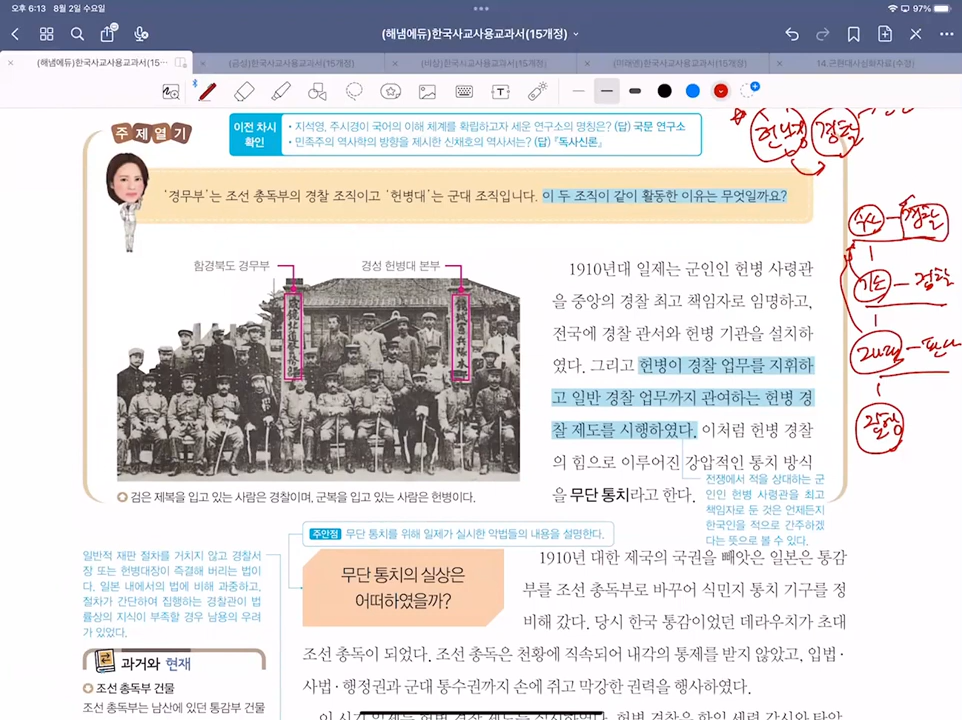 오후 6:13 8월 2일 수요일
97%
(해냄에듀)한국사교사용교과서(15개정)
(해냄에듀)한국사교사용교과서(15…
(금성)한국사교사용교과서(15개정)
(비상)한국사교사용교과서(15개정)
(미래엔)한국사교사용교과서(15개정)
14.근현대사심화자료(수정)
주제열기
이전 차시 확인
• 지석영, 주시경이 국어의 이해 체계를 확립하고자 세운 연구소의 명칭은? (답) 국문 연구소
• 민족주의 역사학의 방향을 제시한 신채호의 역사서는? (답) 『독사신론』
헌병 경찰
‘경무부’는 조선 총독부의 경찰 조직이고 ‘헌병대’는 군대 조직입니다. 이 두 조직이 같이 활동한 이유는 무엇일까요?
수사 - 경찰
기소 - 검찰
재판 - 판사
함경북도 경무부
경성 헌병대 본부
1910년대 일제는 군인인 헌병 사령관
을 중앙의 경찰 최고 책임자로 임명하고,
전국에 경찰 관서와 헌병 기관을 설치하
였다. 그리고 헌병이 경찰 업무를 지휘하
고 일반 경찰 업무까지 관여하는 헌병 경
찰 제도를 시행하였다. 이처럼 헌병 경찰
의 힘으로 이루어진 강압적인 통치 방식
을 무단 통치라고 한다.
전쟁에서 적을 상대하는 군
인인 헌병 사령관을 최고
책임자로 둔 것은 언제든지
한국인을 적으로 간주하겠
다는 뜻으로 볼 수 있다.
검은 제복을 입고 있는 사람은 경찰이며, 군복을 입고 있는 사람은 헌병이다.
주안점 무단 통치를 위해 일제가 실시한 악법들의 내용을 설명한다.
일반적 재판 절차를 거치지 않고 경찰서
장 또는 헌병대장이 즉결해 버리는 법이
다. 일본 내에서의 법에 비해 과중하고,
절차가 간단하여 집행하는 경찰관이 법
률상의 지식이 부족할 경우 남용의 우려
가 있었다.
무단 통치의 실상은
어떠하였을까?
1910년 대한 제국의 국권을 빼앗은 일본은 통감
부를 조선 총독부로 바꾸어 식민지 통치 기구를 정
비해 갔다. 당시 한국 통감이었던 데라우치가 초대
조선 총독이 되었다. 조선 총독은 천황에 직속되어 내각의 통제를 받지 않았고, 입법·
사법·행정권과 군대 통수권까지 손에 쥐고 막강한 권력을 행사하였다.
과거와 현재
조선 총독부 건물
조선 총독부는 남산에 있던 통감부 건물
이 시기 일제는 헌병 경찰 제도를 실시하였다. 헌병 경찰은 항일 세력 감시와 탄압